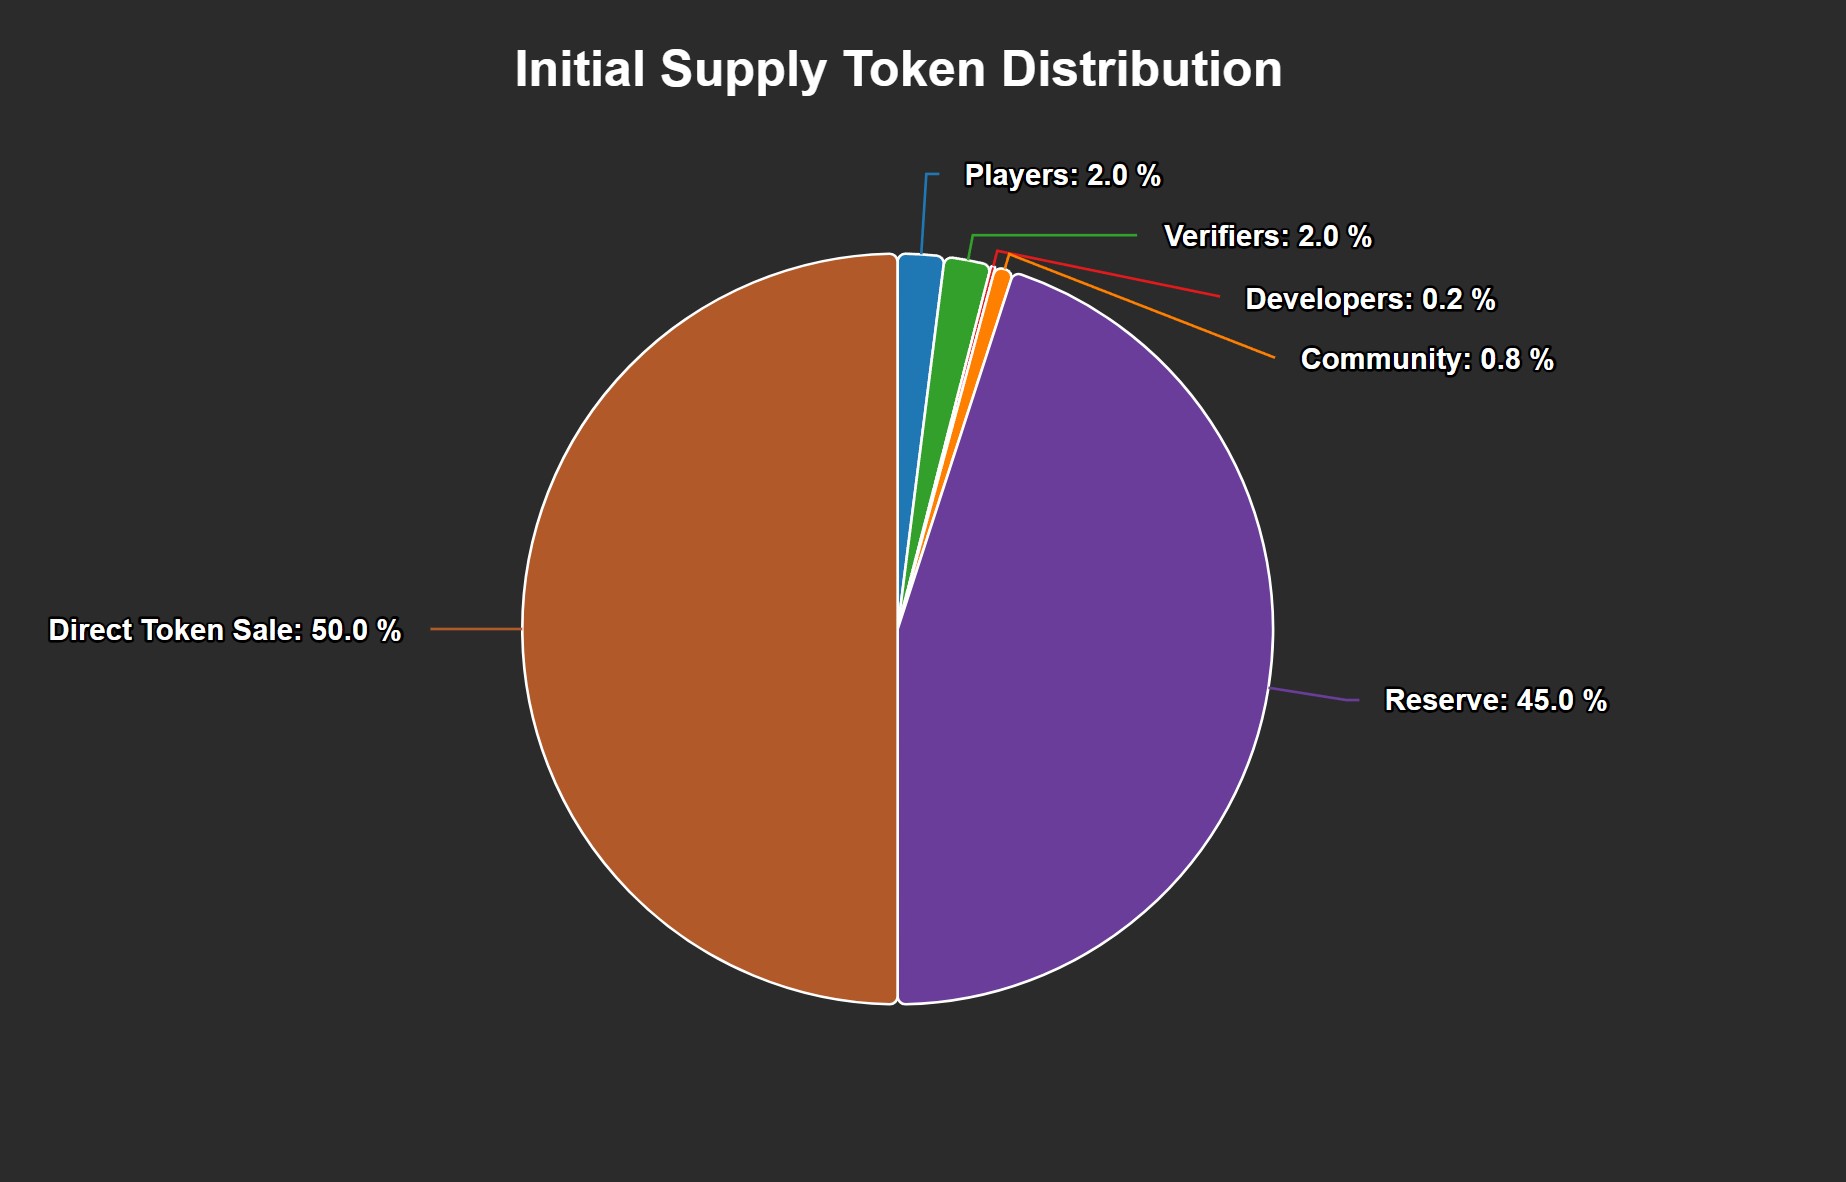 Initial Supply Token Distribution
Players: 2.0 %
Verifiers: 2.0 %
Developers: 0.2 %
Community: 0.8 %
Direct Token Sale: 50.0 %
Reserve: 45.0 %